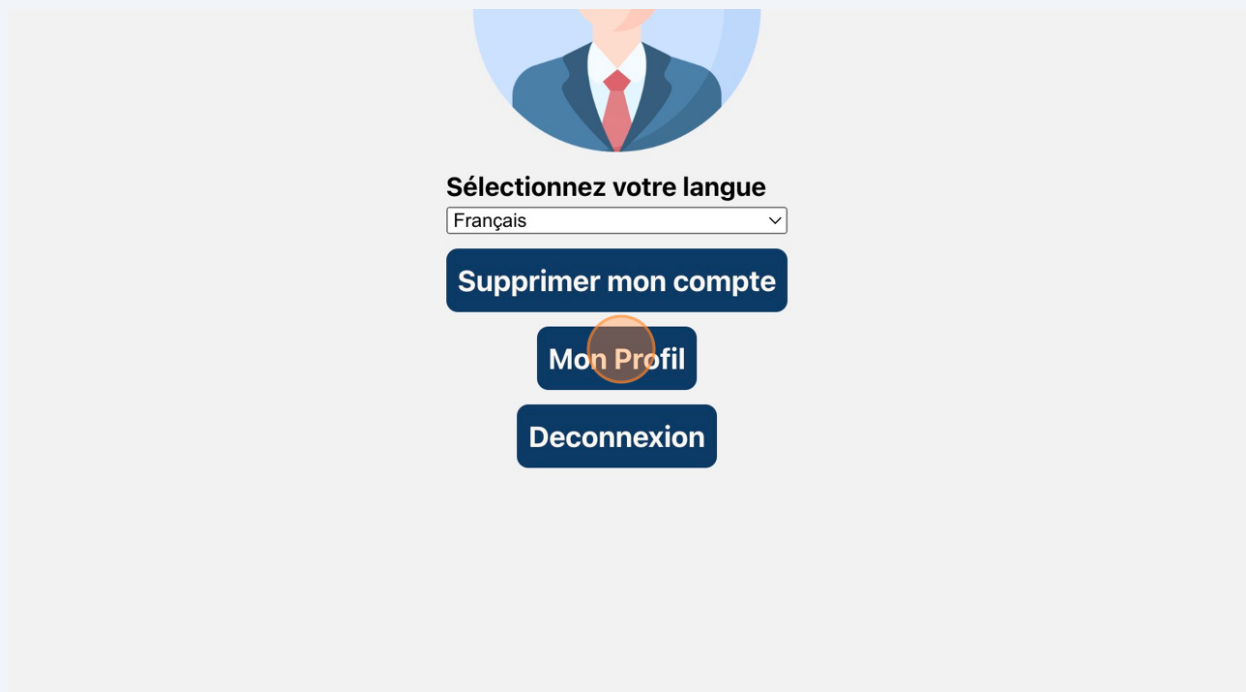 Sélectionnez votre langue
Français
Supprimer mon compte
Mon Profil
Deconnexion